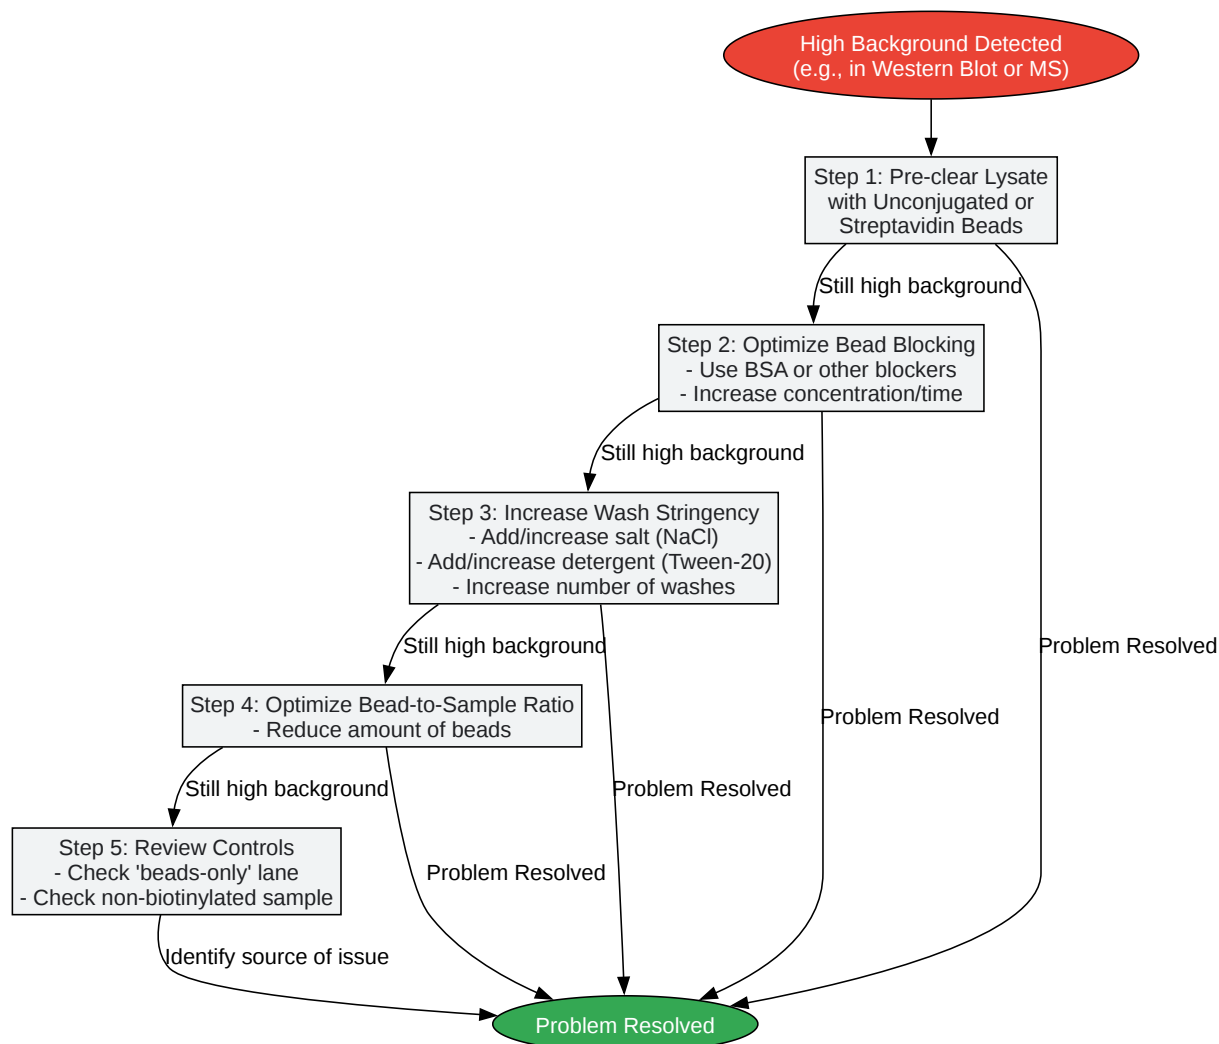 High Background Detected
(e.g., in Western Blot or MS)
Step 1: Pre-clear Lysate
with Unconjugated or
Streptavidin Beads
Still high background
Step 2: Optimize Bead Blocking
- Use BSA or other blockers
- Increase concentration/time
Still high background
Step 3: Increase Wash Stringency
- Add/increase salt (NaCl)
- Add/increase detergent (Tween-20)
- Increase number of washes
Still high background
Problem Resolved
Step 4: Optimize Bead-to-Sample Ratio
- Reduce amount of beads
Problem Resolved
Still high background
Problem Resolved
Step 5: Review Controls
- Check 'beads-only' lane
- Check non-biotinylated sample
Problem Resolved
Identify source of issue
Problem Resolved